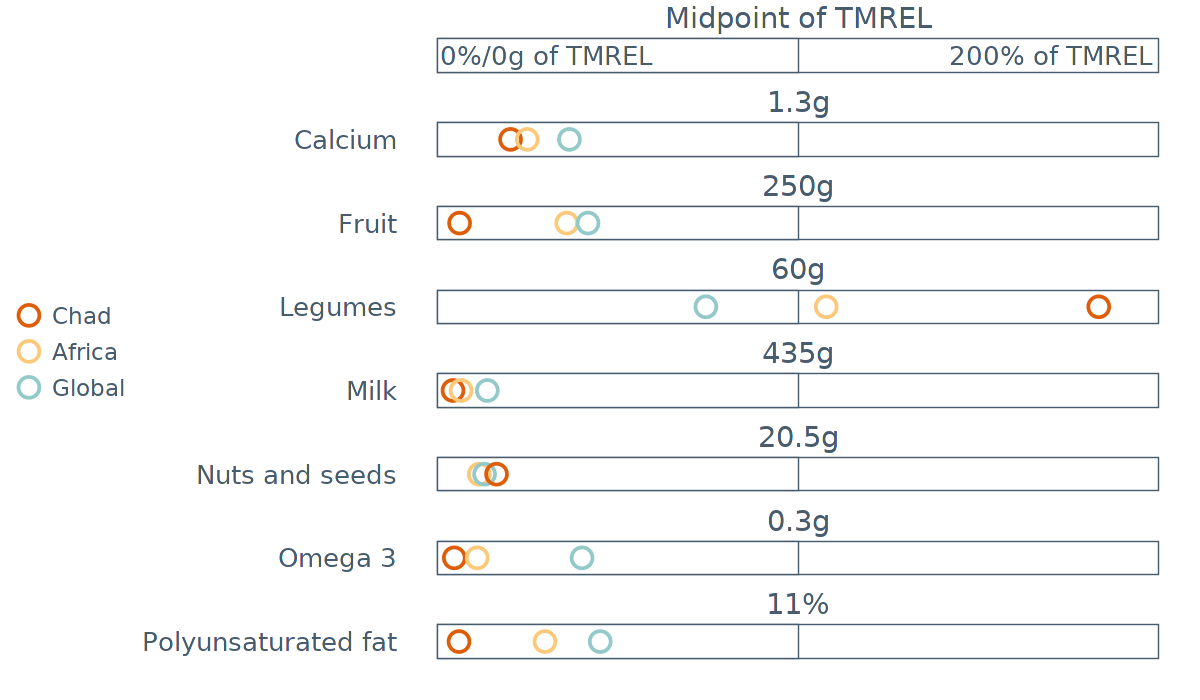 Midpoint of TMREL
0%/0g of TMREL 200% of TMREL
1.3g
Calcium
250g
Fruit
60g
Legumes
435g
Milk
20.5g
Nuts and seeds
0.3g
Omega 3
11%
Polyunsaturated fat
Chad
Africa
Global